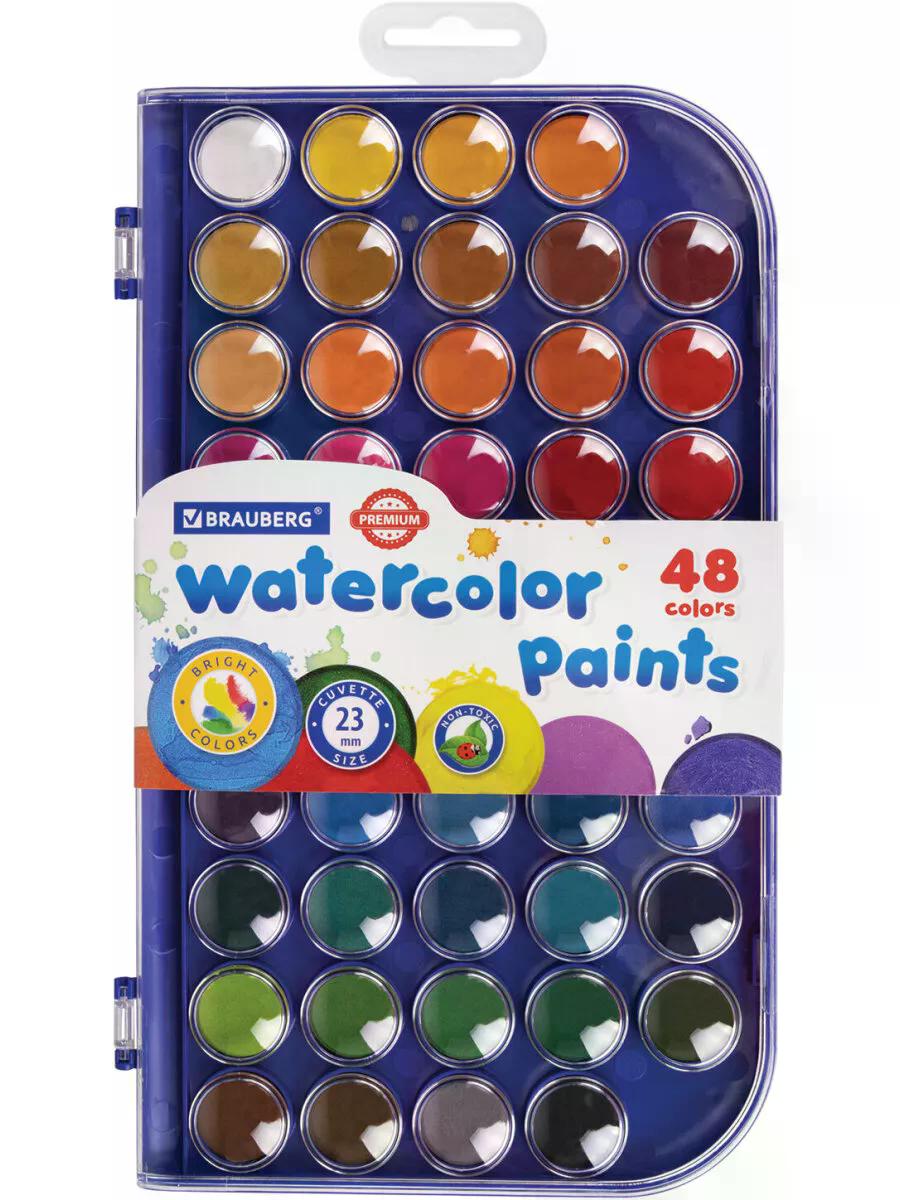 BRAUBERG®
PREMIUM
watercolor
paints
48
colors
BRIGHT
COLORS
CUVETTE
23
mm
SIZE
NON-TOXIC